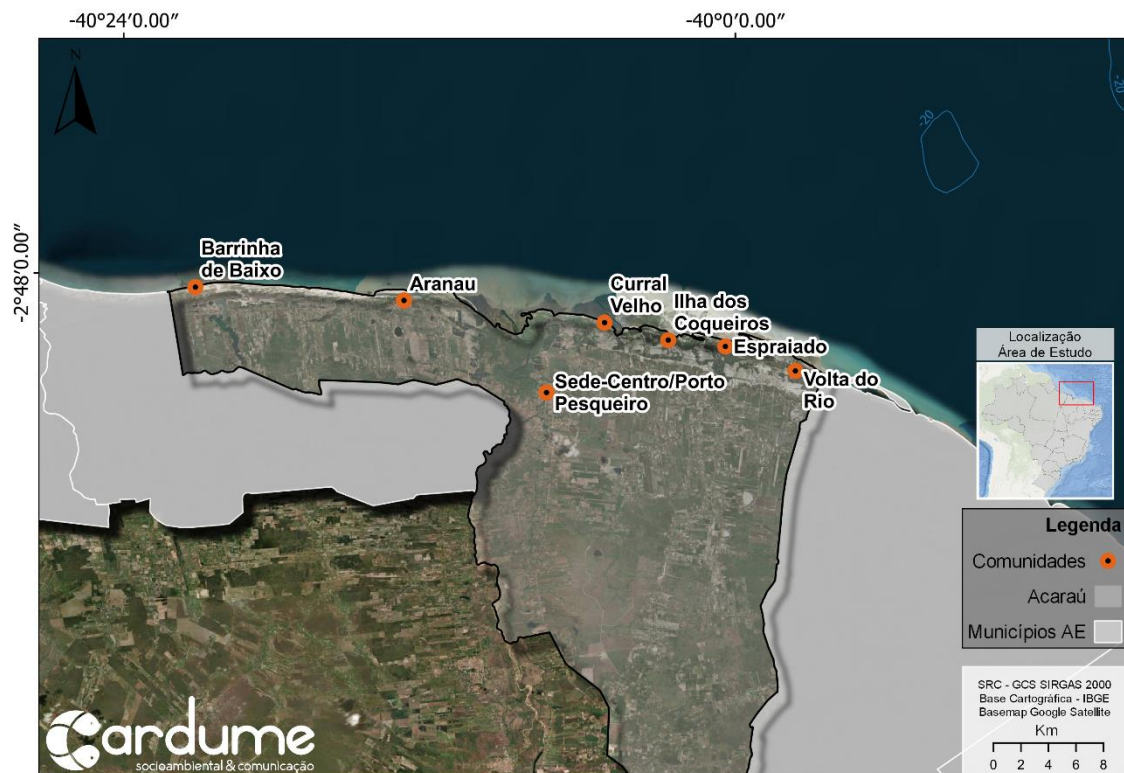 -40°24′0.00″
-40°0′0.00″
N
-20
-20
-2°48′0.00″
Barrinha
de Baixo
Aranau
Curral
Velho
Ilha dos
Coqueiros
Espraiado
Sede-Centro/Porto
Pesqueiro
Volta do
Rio
Localização
Área de Estudo
Legenda
Comunidades
Acaraú
Municípios AE
SRC - GCS SIRGAS 2000
Base Cartográfica - IBGE
Basemap Google Satellite
Km
0 2 4 6 8
Cardume
socioambiental & comunicação